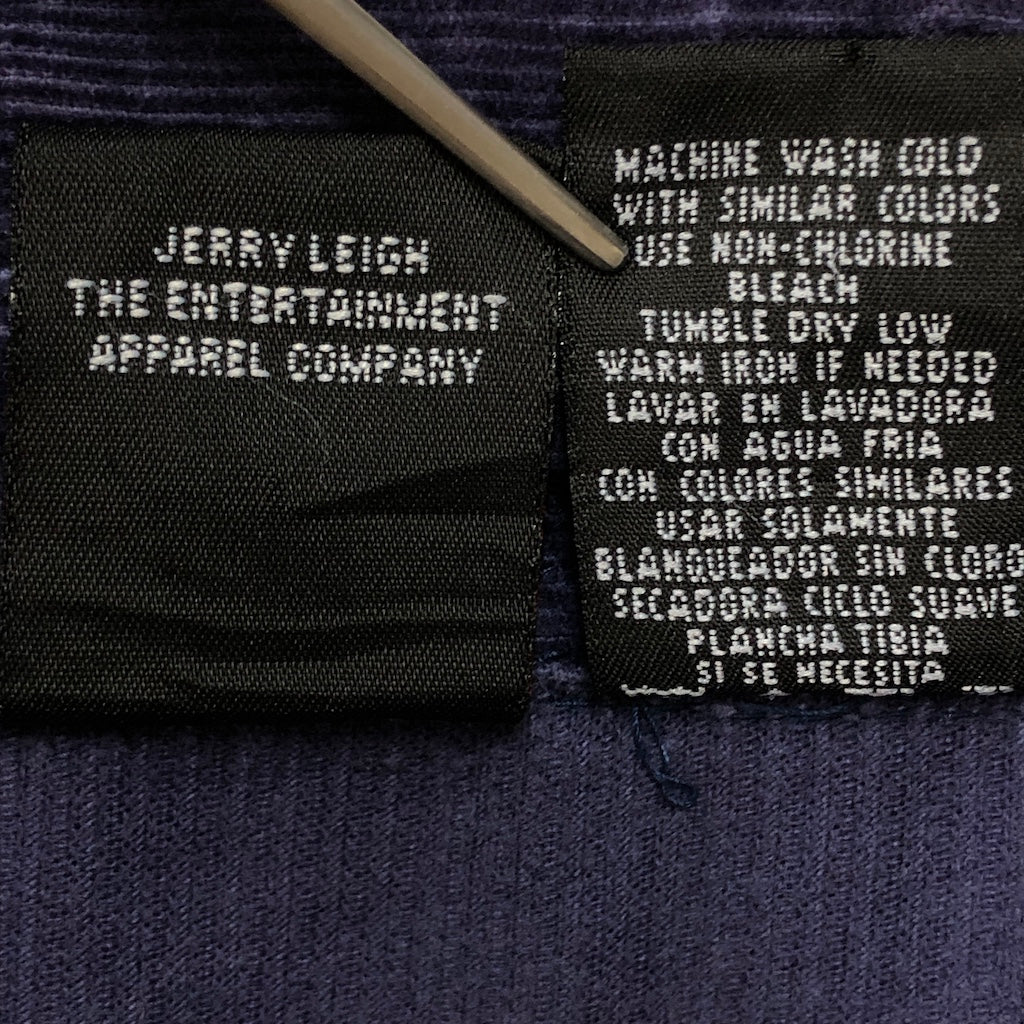 JERRY LEIGH
THE ENTERTAINMENT
APPAREL COMPANY
MACHINE WASH COLD
WITH SIMILAR COLORS
USE NON-CHLORINE
BLEACH
TUMBLE DRY LOW
WARM IRON IF NEEDED
LAVAR EN LAVADORA
CON AGUA FRIA
CON COLORES SIMILARES
USAR SOLAMENTE
BLANQUEADOR SIN CLORO
SECADORA CICLO SUAVE
PLANCHA TIBIA
SI SE NECESITA